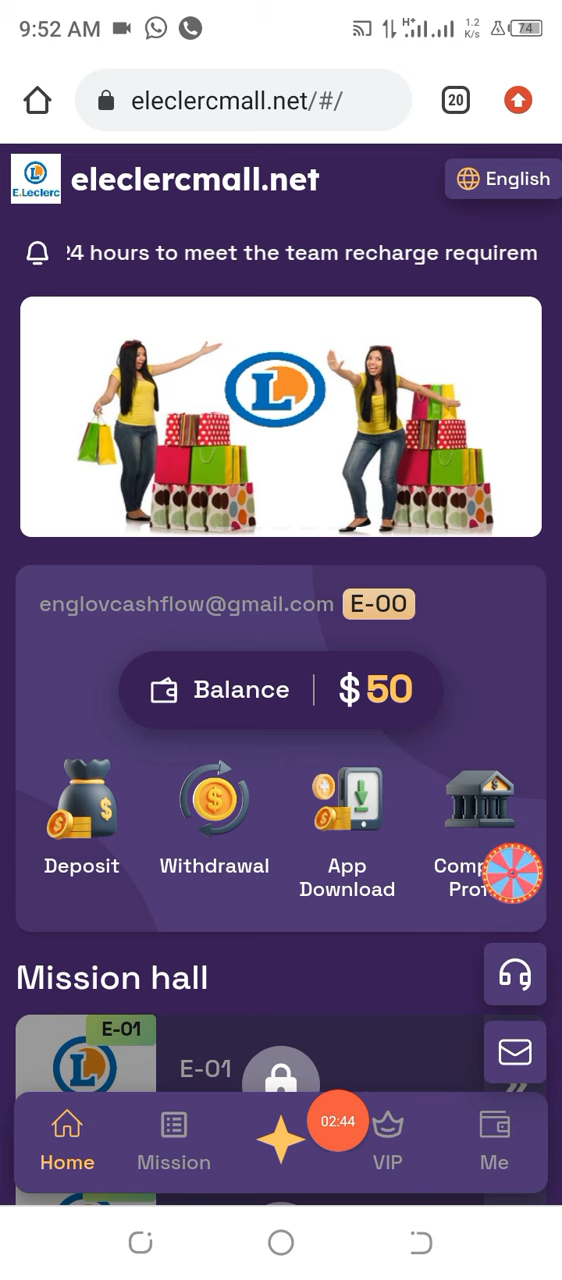 9:52 AM
H+
1.2
K/s
74
eleclercmall.net/#/
20
E.Leclerc
eleclercmall.net
English
24 hours to meet the team recharge requirem
L
englovcashflow@gmail.com
E-00
Balance
$ 50
Deposit
Withdrawal
App
Download
Mission hall
E-01
E-01
02:44
Home
Mission
VIP
Me